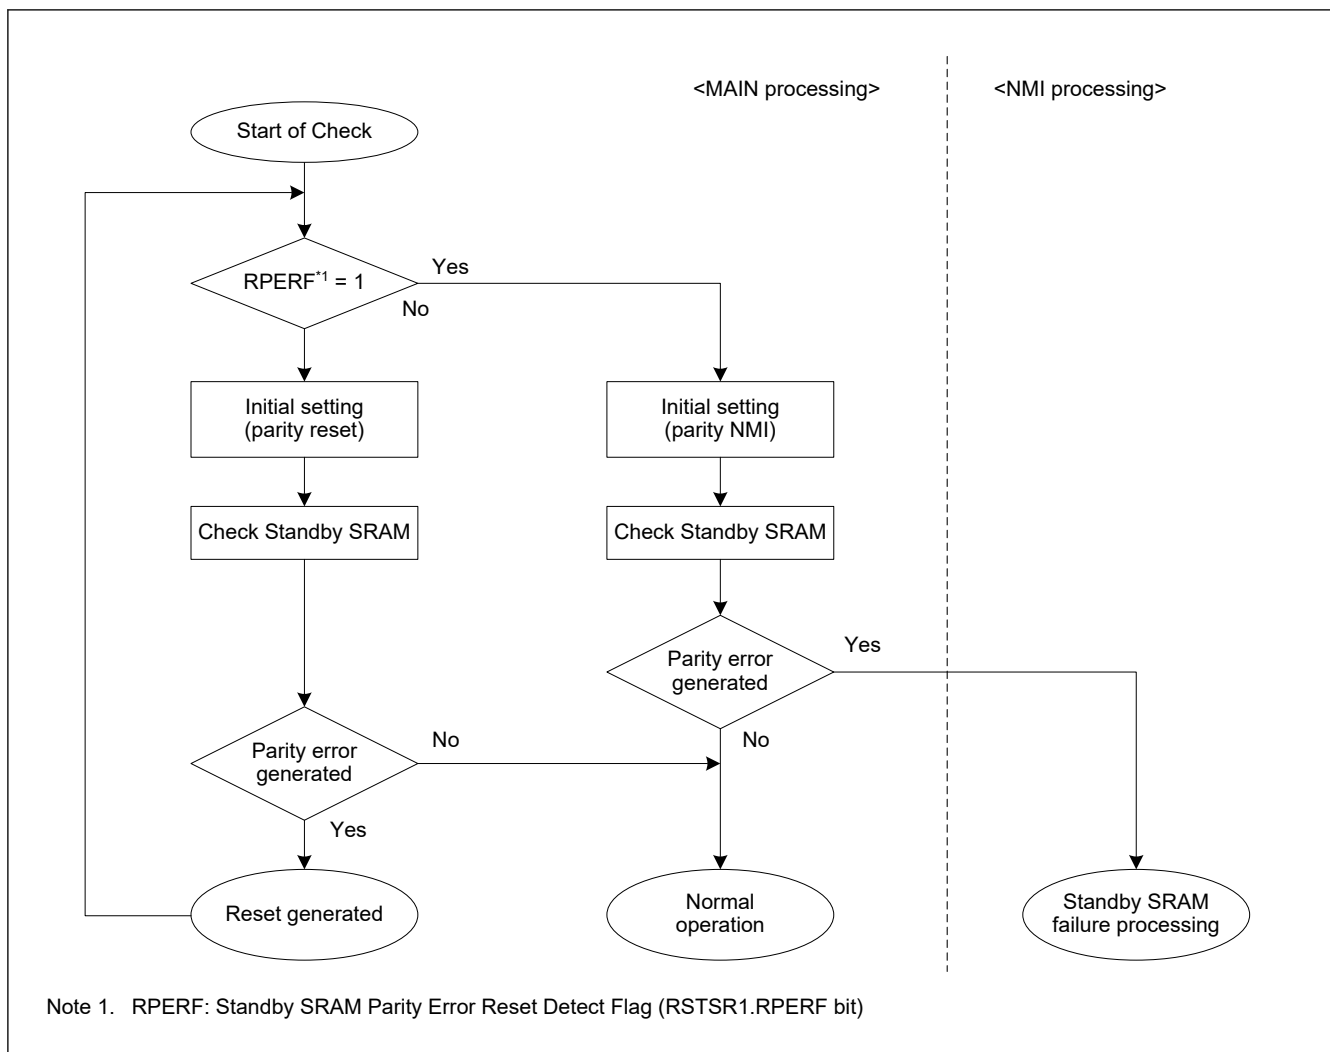 <MAIN processing>
<NMI processing>
Start of Check
RPERF*1 = 1
Yes
No
Initial setting
(parity reset)
Initial setting
(parity NMI)
Check Standby SRAM
Check Standby SRAM
Parity error
generated
Yes
No
Parity error
generated
No
Yes
Reset generated
Normal
operation
Standby SRAM
failure processing
Note 1. RPERF: Standby SRAM Parity Error Reset Detect Flag (RSTSR1.RPERF bit)